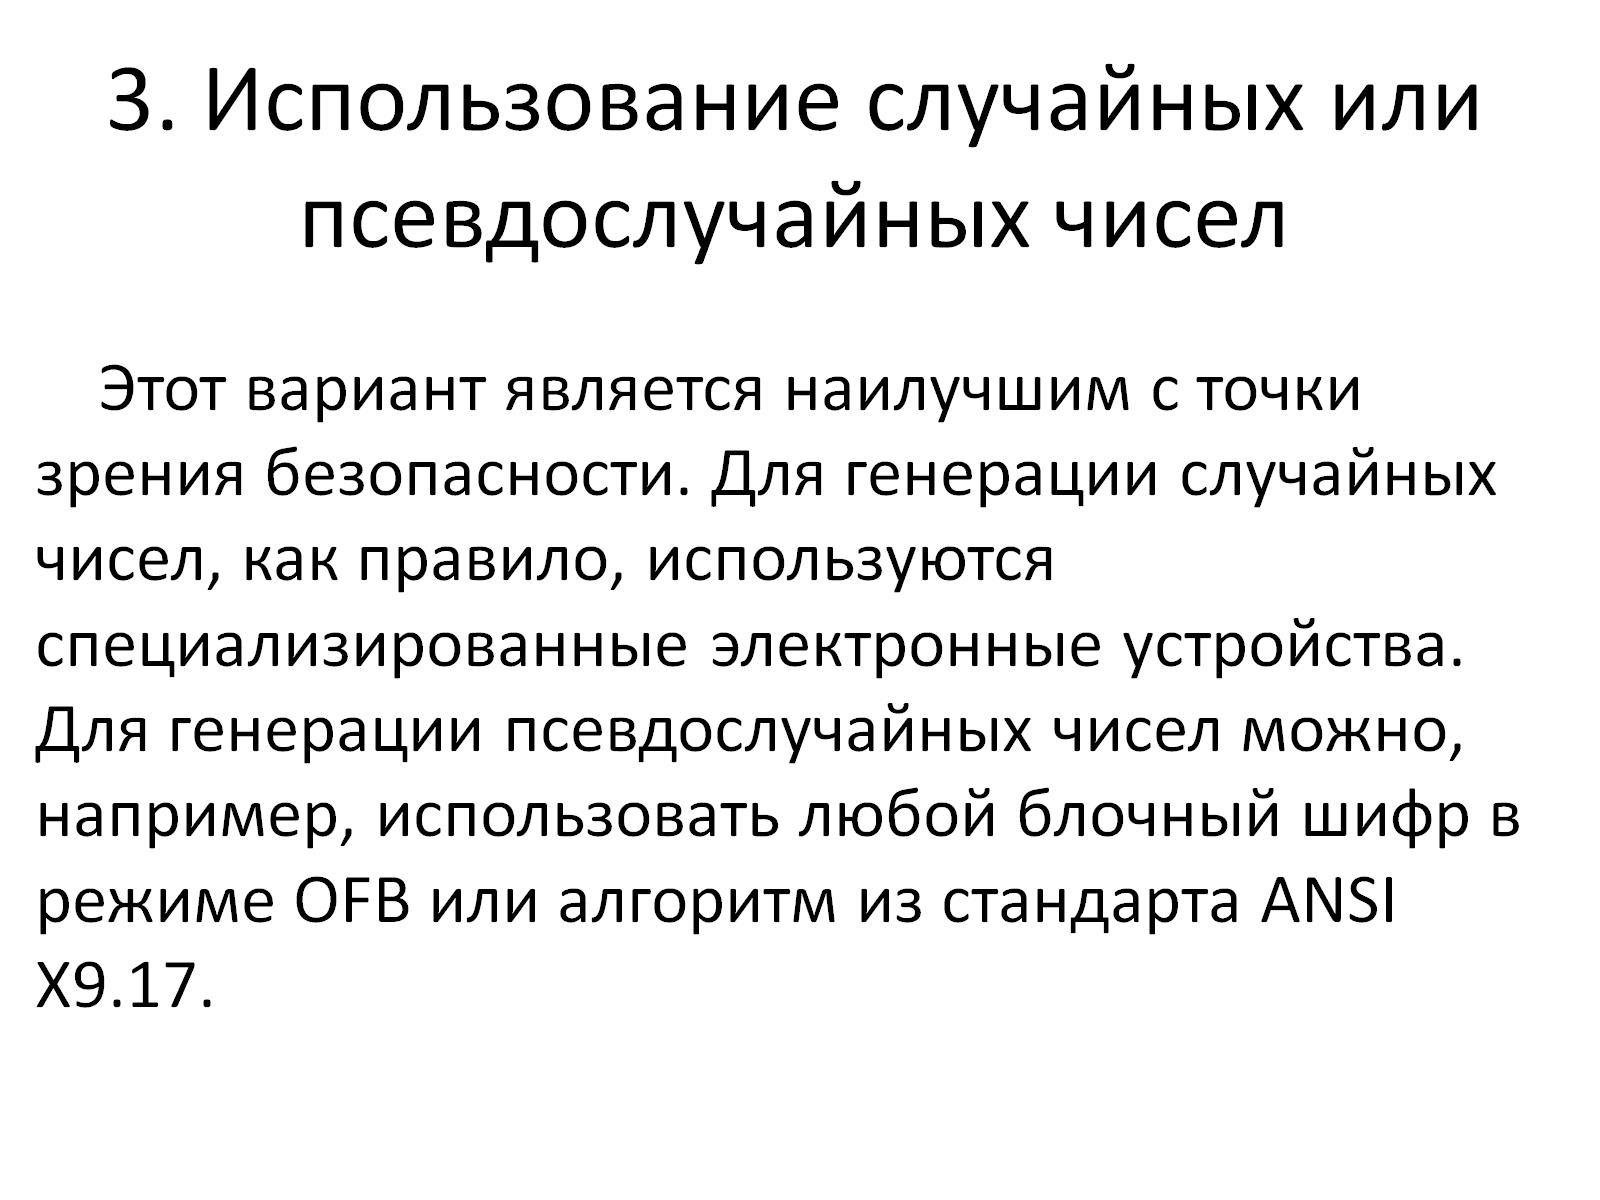 3. Использование случайных или
псевдослучайных чисел
Этот вариант является наилучшим с точки
зрения безопасности. Для генерации случайных
чисел, как правило, используются
специализированные электронные устройства.
Для генерации псевдослучайных чисел можно,
например, использовать любой блочный шифр в
режиме OFB или алгоритм из стандарта ANSI
X9.17.